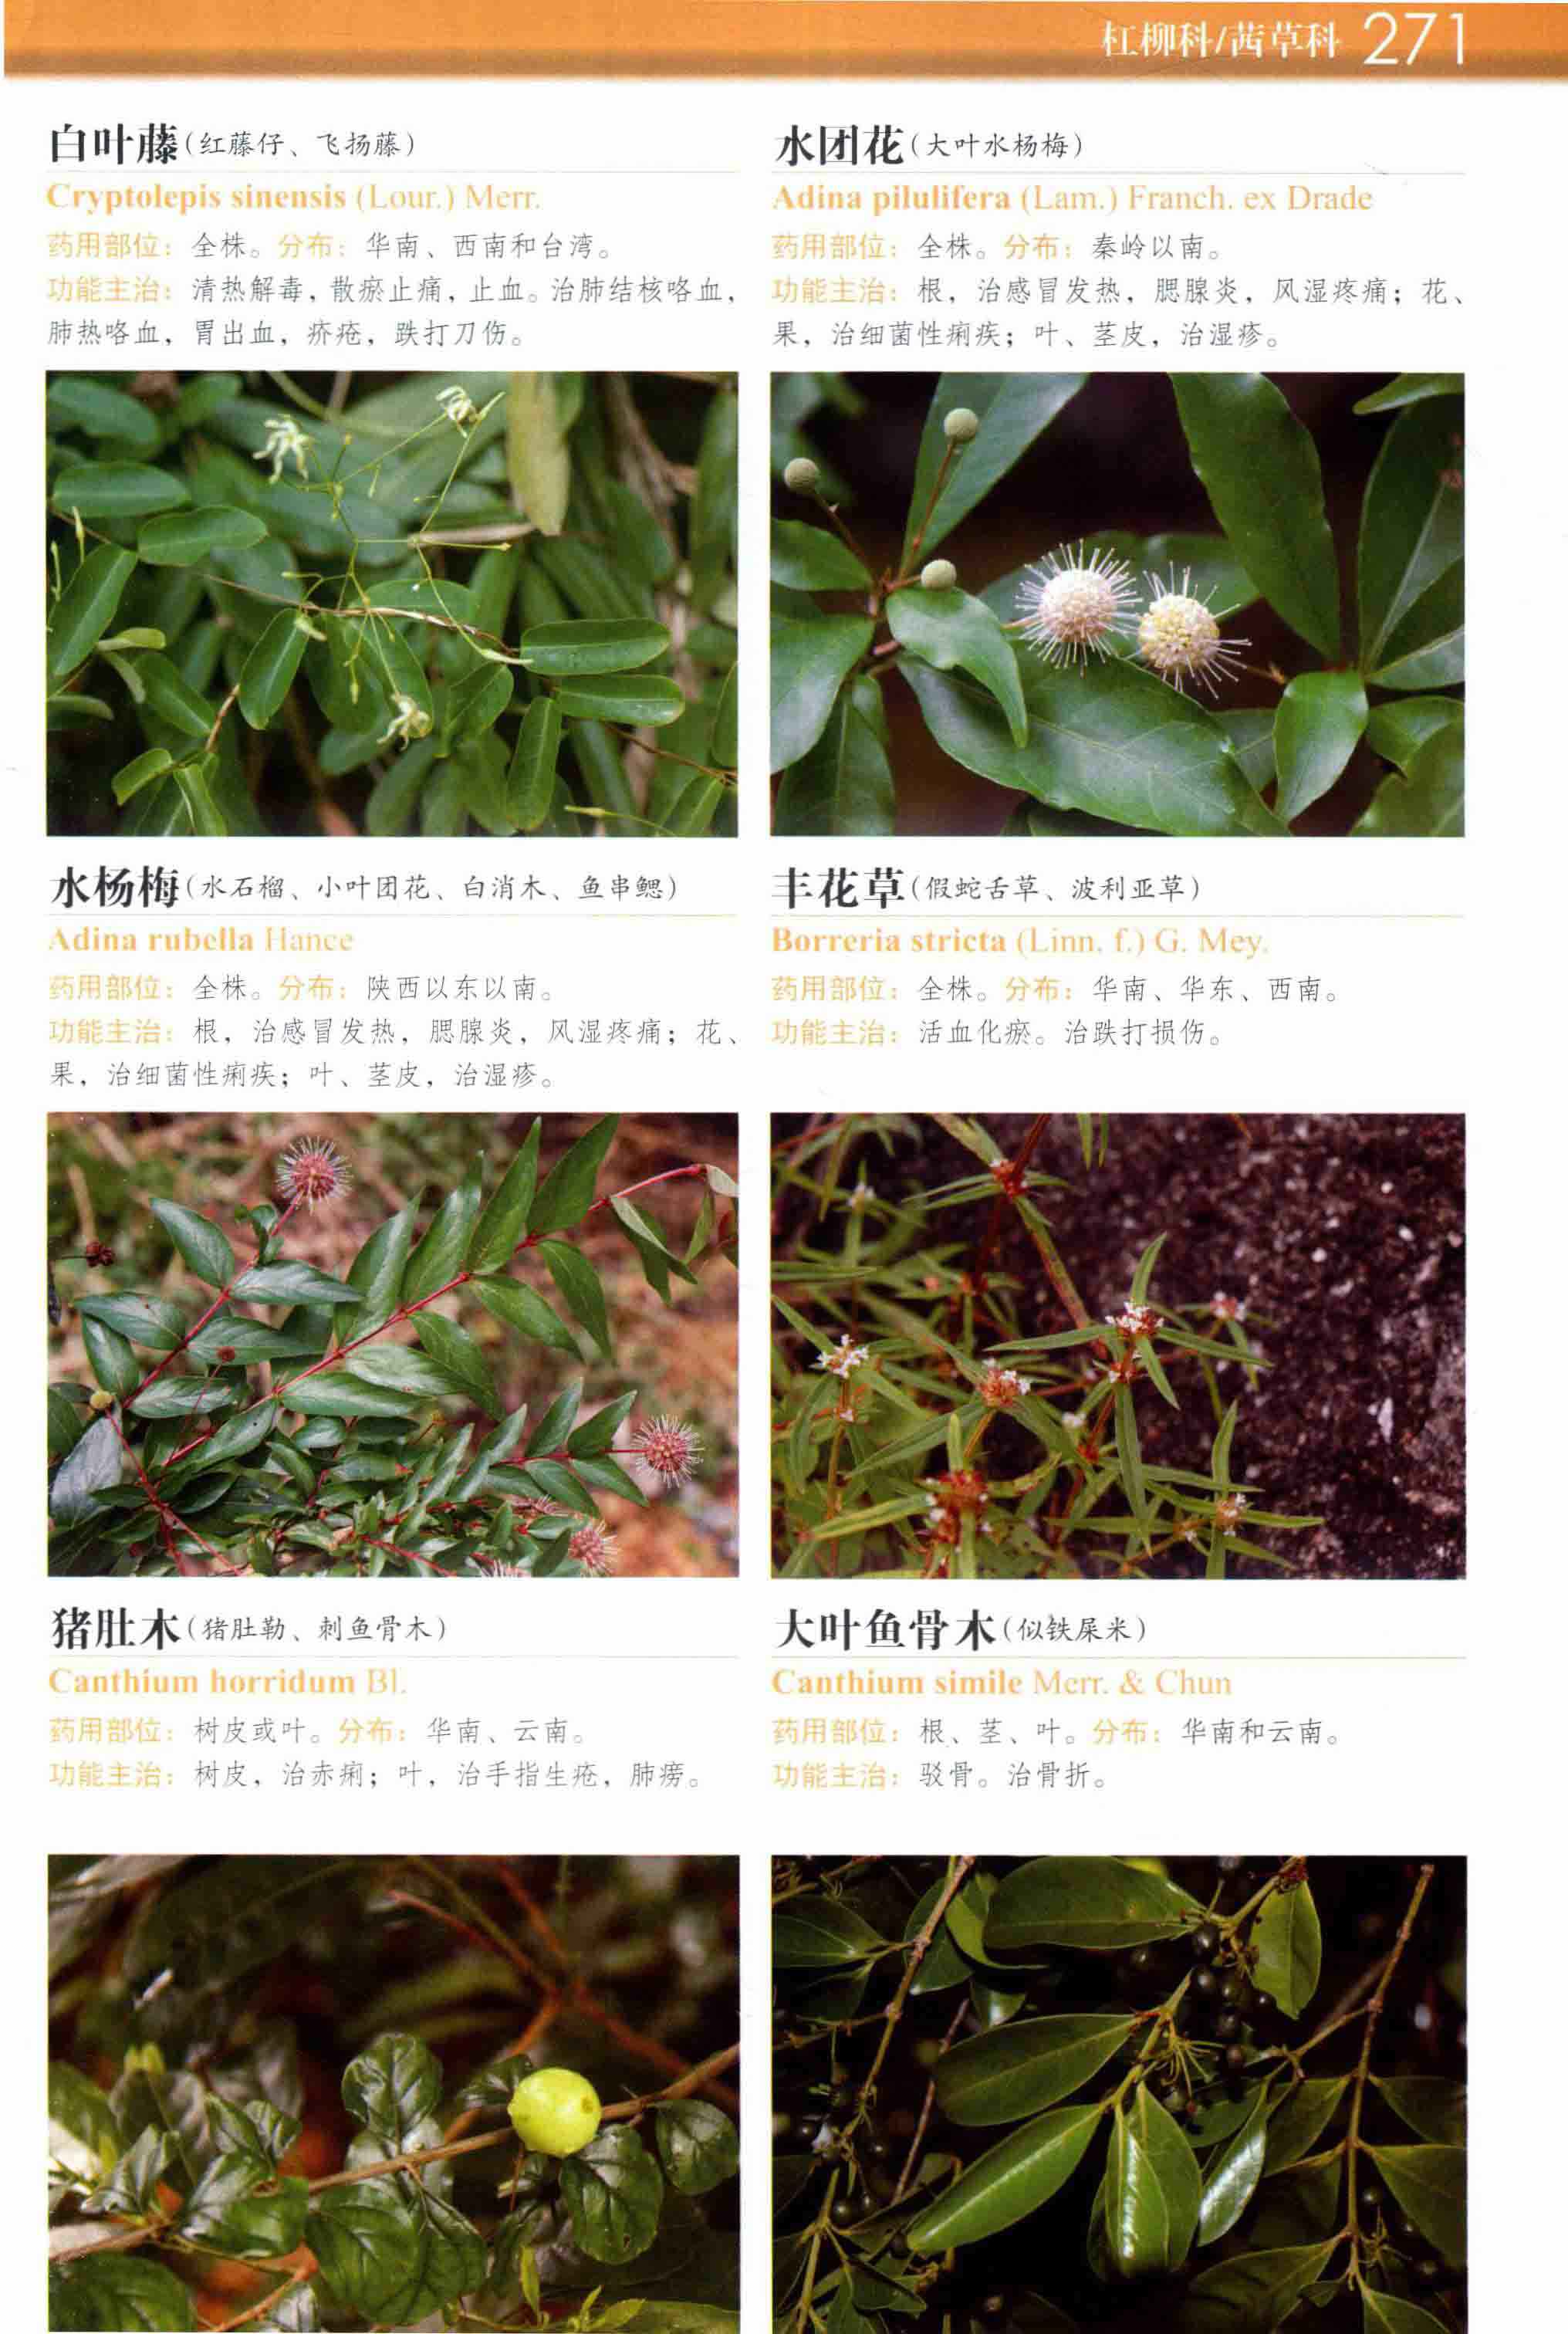 杠柳科/茜草科 271
白叶藤(红藤仔、飞扬藤)
Cryptolepis sinensis (Lour.) Merr.
药用部位：全株。分布：华南、西南和台湾。
功能主治：清热解毒，散瘀止痛，止血。治肺结核咯血，
肺热咯血，胃出血，疥疮，跌打刀伤。
水团花(大叶水杨梅)
Adina pilulifera (Lam.) Franch. ex Drade
药用部位：全株。分布：秦岭以南。
功能主治：根，治感冒发热，腮腺炎，风湿疼痛；花、
果，治细菌性痢疾；叶、茎皮，治湿疹。
水杨梅(水石榴、小叶团花、白消木、鱼串鳃)
Adina rubella Hance
药用部位：全株。分布：陕西以东以南。
功能主治：根，治感冒发热，腮腺炎，风湿疼痛；花、
果，治细菌性痢疾；叶、茎皮，治湿疹。
丰花草(假蛇舌草、波利亚草)
Borreria stricta (Linn. f.) G. Mey.
药用部位：全株。分布：华南、华东、西南。
功能主治：活血化瘀。治跌打损伤。
猪肚木(猪肚勒、刺鱼骨木)
Canthium horridum Bl.
药用部位：树皮或叶。分布：华南、云南。
功能主治：树皮，治赤痢；叶，治手指生疮，肺痨。
大叶鱼骨木(似铁屎米)
Canthium simile Merr. & Chun
药用部位：根、茎、叶。分布：华南和云南。
功能主治：驳骨。治骨折。